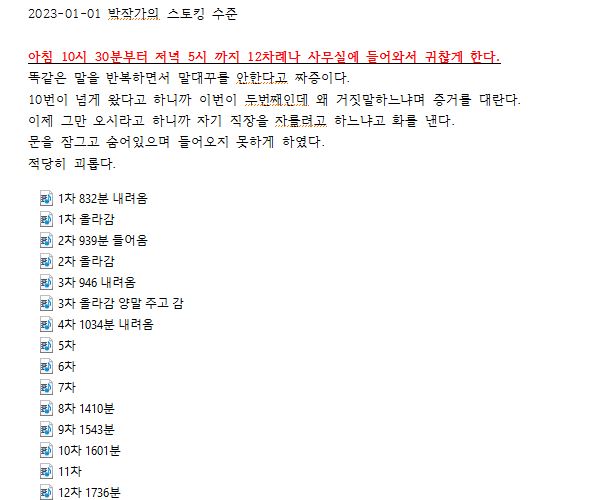 2023-01-01 박작가의 스토킹 수준
아침 10시 30분부터 저녁 5시 까지 12차례나 사무실에 들어와서 귀찮게 한다.
똑같은 말을 반복하면서 말대꾸를 안한다고 짜증이다.
10번이 넘게 왔다고 하니까 이번이 두번째인데 왜 거짓말하느냐며 증거를 대란다.
이제 그만 오시라고 하니까 자기 직장을 자를려고 하느냐고 화를 낸다.
문을 잠그고 숨어있으며 들어오지 못하게 하였다.
적당히 괴롭다.
1차 832분 내려옴
1차 올라감
2차 939분 들어옴
2차 올라감
3차 946 내려옴
3차 올라감 양말 주고 감
4차 1034분 내려옴
5차
6차
7차
8차 1410분
9차 1543분
10차 1601분
11차
12차 1736분